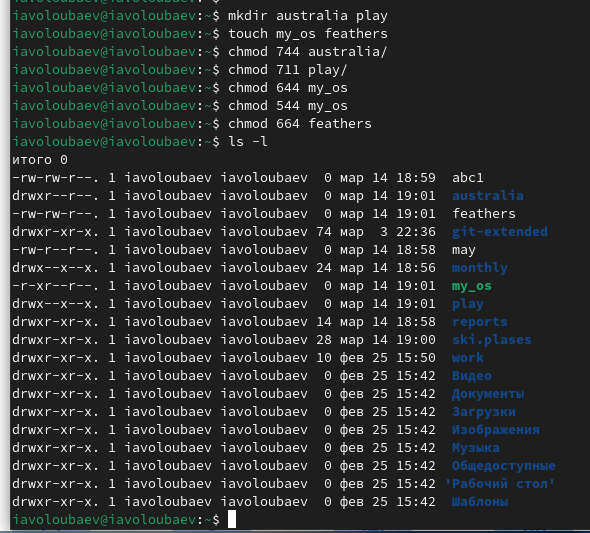 iavoloubaev@iavoloubaev:~$ mkdir australia play
iavoloubaev@iavoloubaev:~$ touch my_os feathers
iavoloubaev@iavoloubaev:~$ chmod 744 australia/
iavoloubaev@iavoloubaev:~$ chmod 711 play/
iavoloubaev@iavoloubaev:~$ chmod 644 my_os
iavoloubaev@iavoloubaev:~$ chmod 544 my_os
iavoloubaev@iavoloubaev:~$ chmod 664 feathers
iavoloubaev@iavoloubaev:~$ ls -l
итого 0
-rw-rw-r--. 1 iavoloubaev iavoloubaev  0 мар 14 18:59  abc1
drwxr--r--. 1 iavoloubaev iavoloubaev  0 мар 14 19:01  australia
-rw-rw-r--. 1 iavoloubaev iavoloubaev  0 мар 14 19:01  feathers
drwxr-xr-x. 1 iavoloubaev iavoloubaev 74 мар  3 22:36  git-extended
-rw-r--r--. 1 iavoloubaev iavoloubaev  0 мар 14 18:58  may
drwx--x--x. 1 iavoloubaev iavoloubaev 24 мар 14 18:56  monthly
-r-xr--r--. 1 iavoloubaev iavoloubaev  0 мар 14 19:01  my_os
drwx--x--x. 1 iavoloubaev iavoloubaev  0 мар 14 19:01  play
drwxr-xr-x. 1 iavoloubaev iavoloubaev 14 мар 14 18:58  reports
drwxr-xr-x. 1 iavoloubaev iavoloubaev 28 мар 14 19:00  ski.plases
drwxr-xr-x. 1 iavoloubaev iavoloubaev 10 фев 25 15:50  work
drwxr-xr-x. 1 iavoloubaev iavoloubaev  0 фев 25 15:42  Видео
drwxr-xr-x. 1 iavoloubaev iavoloubaev  0 фев 25 15:42  Документы
drwxr-xr-x. 1 iavoloubaev iavoloubaev  0 фев 25 15:42  Загрузки
drwxr-xr-x. 1 iavoloubaev iavoloubaev  0 фев 25 15:42  Изображения
drwxr-xr-x. 1 iavoloubaev iavoloubaev  0 фев 25 15:42  Музыка
drwxr-xr-x. 1 iavoloubaev iavoloubaev  0 фев 25 15:42  Общедоступные
drwxr-xr-x. 1 iavoloubaev iavoloubaev  0 фев 25 15:42 'Рабочий стол'
drwxr-xr-x. 1 iavoloubaev iavoloubaev  0 фев 25 15:42  Шаблоны
iavoloubaev@iavoloubaev:~$